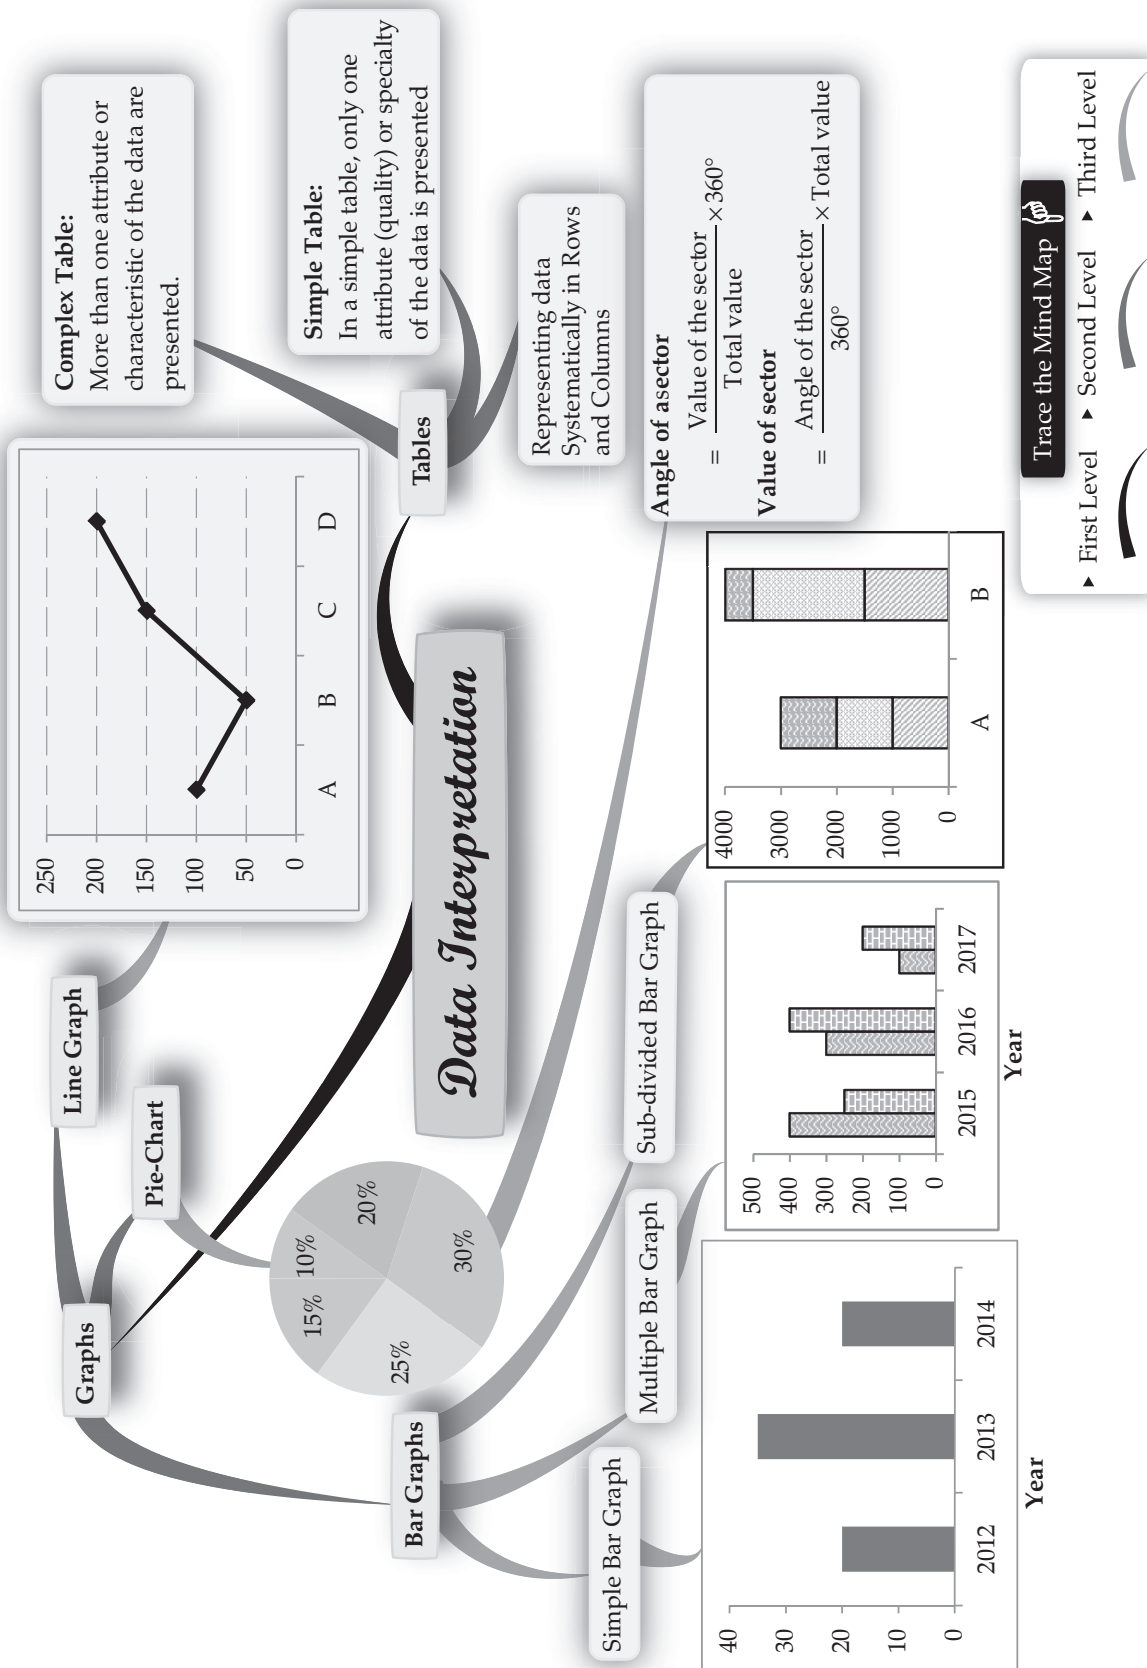 Data Interpretation
Graphs
Line Graph
250
200
150
100
50
0
A B C D
Pie-Chart
10%
20%
30%
25%
15%
Bar Graphs
Simple Bar Graph
40
30
20
10
0
2012 2013 2014
Year
Multiple Bar Graph
500
400
300
200
100
0
2015 2016 2017
Year
Sub-divided Bar Graph
4000
3000
2000
1000
0
A B
Tables
Complex Table:
More than one attribute or
characteristic of the data are
presented.
Simple Table:
In a simple table, only one
attribute (quality) or specialty
of the data is presented
Representing data
Systematically in Rows
and Columns
Angle of asector
= Value of the sector / Total value × 360°
Value of sector
= Angle of the sector / 360° × Total value
Trace the Mind Map
▸ First Level ▸ Second Level ▸ Third Level